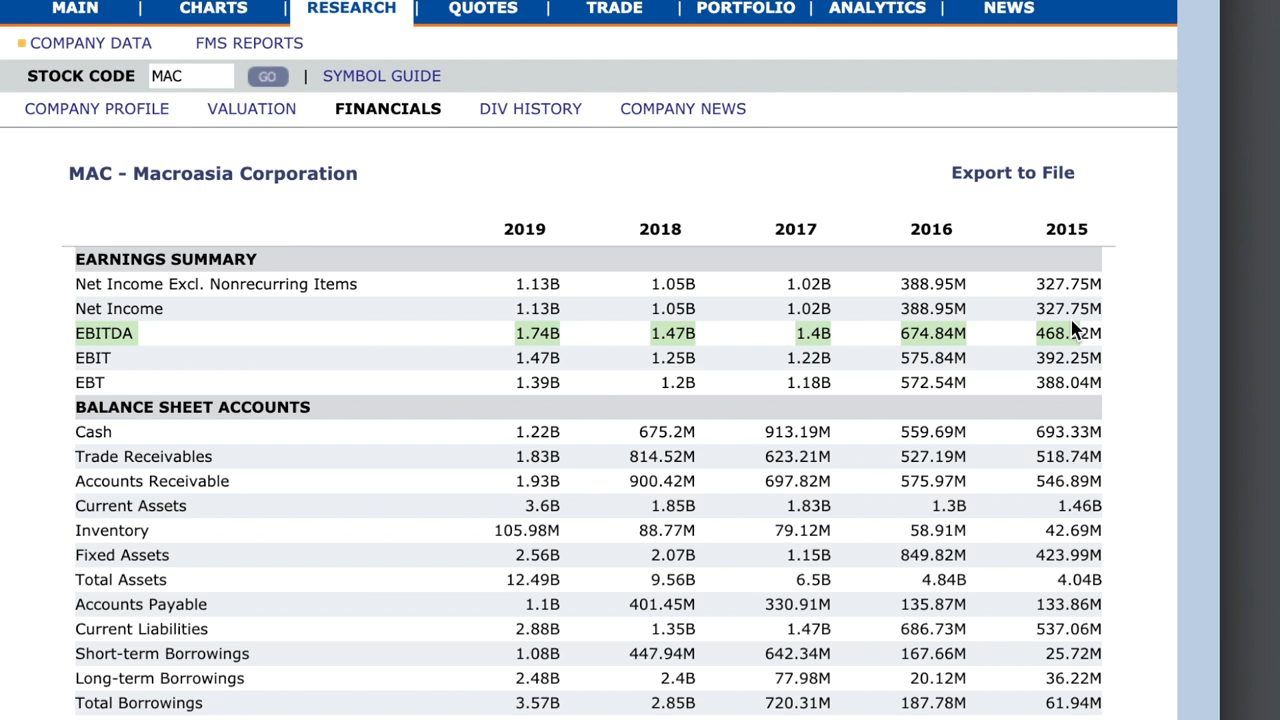 MAIN | CHARTS | RESEARCH | QUOTES | TRADE | PORTFOLIO | ANALYTICS | NEWS
COMPANY DATA FMS REPORTS
STOCK CODE MAC GO | SYMBOL GUIDE
COMPANY PROFILE VALUATION FINANCIALS DIV HISTORY COMPANY NEWS
MAC - Macroasia Corporation Export to File
2019 2018 2017 2016 2015
EARNINGS SUMMARY
Net Income Excl. Nonrecurring Items 1.13B 1.05B 1.02B 388.95M 327.75M
Net Income 1.13B 1.05B 1.02B 388.95M 327.75M
EBITDA 1.74B 1.47B 1.4B 674.84M
EBIT 1.47B 1.25B 1.22B 575.84M 392.25M
EBT 1.39B 1.2B 1.18B 572.54M 388.04M
BALANCE SHEET ACCOUNTS
Cash 1.22B 675.2M 913.19M 559.69M 693.33M
Trade Receivables 1.83B 814.52M 623.21M 527.19M 518.74M
Accounts Receivable 1.93B 900.42M 697.82M 575.97M 546.89M
Current Assets 3.6B 1.85B 1.83B 1.3B 1.46B
Inventory 105.98M 88.77M 79.12M 58.91M 42.69M
Fixed Assets 2.56B 2.07B 1.15B 849.82M 423.99M
Total Assets 12.49B 9.56B 6.5B 4.84B 4.04B
Accounts Payable 1.1B 401.45M 330.91M 135.87M 133.86M
Current Liabilities 2.88B 1.35B 1.47B 686.73M 537.06M
Short-term Borrowings 1.08B 447.94M 642.34M 167.66M 25.72M
Long-term Borrowings 2.48B 2.4B 77.98M 20.12M 36.22M
Total Borrowings 3.57B 2.85B 720.31M 187.78M 61.94M